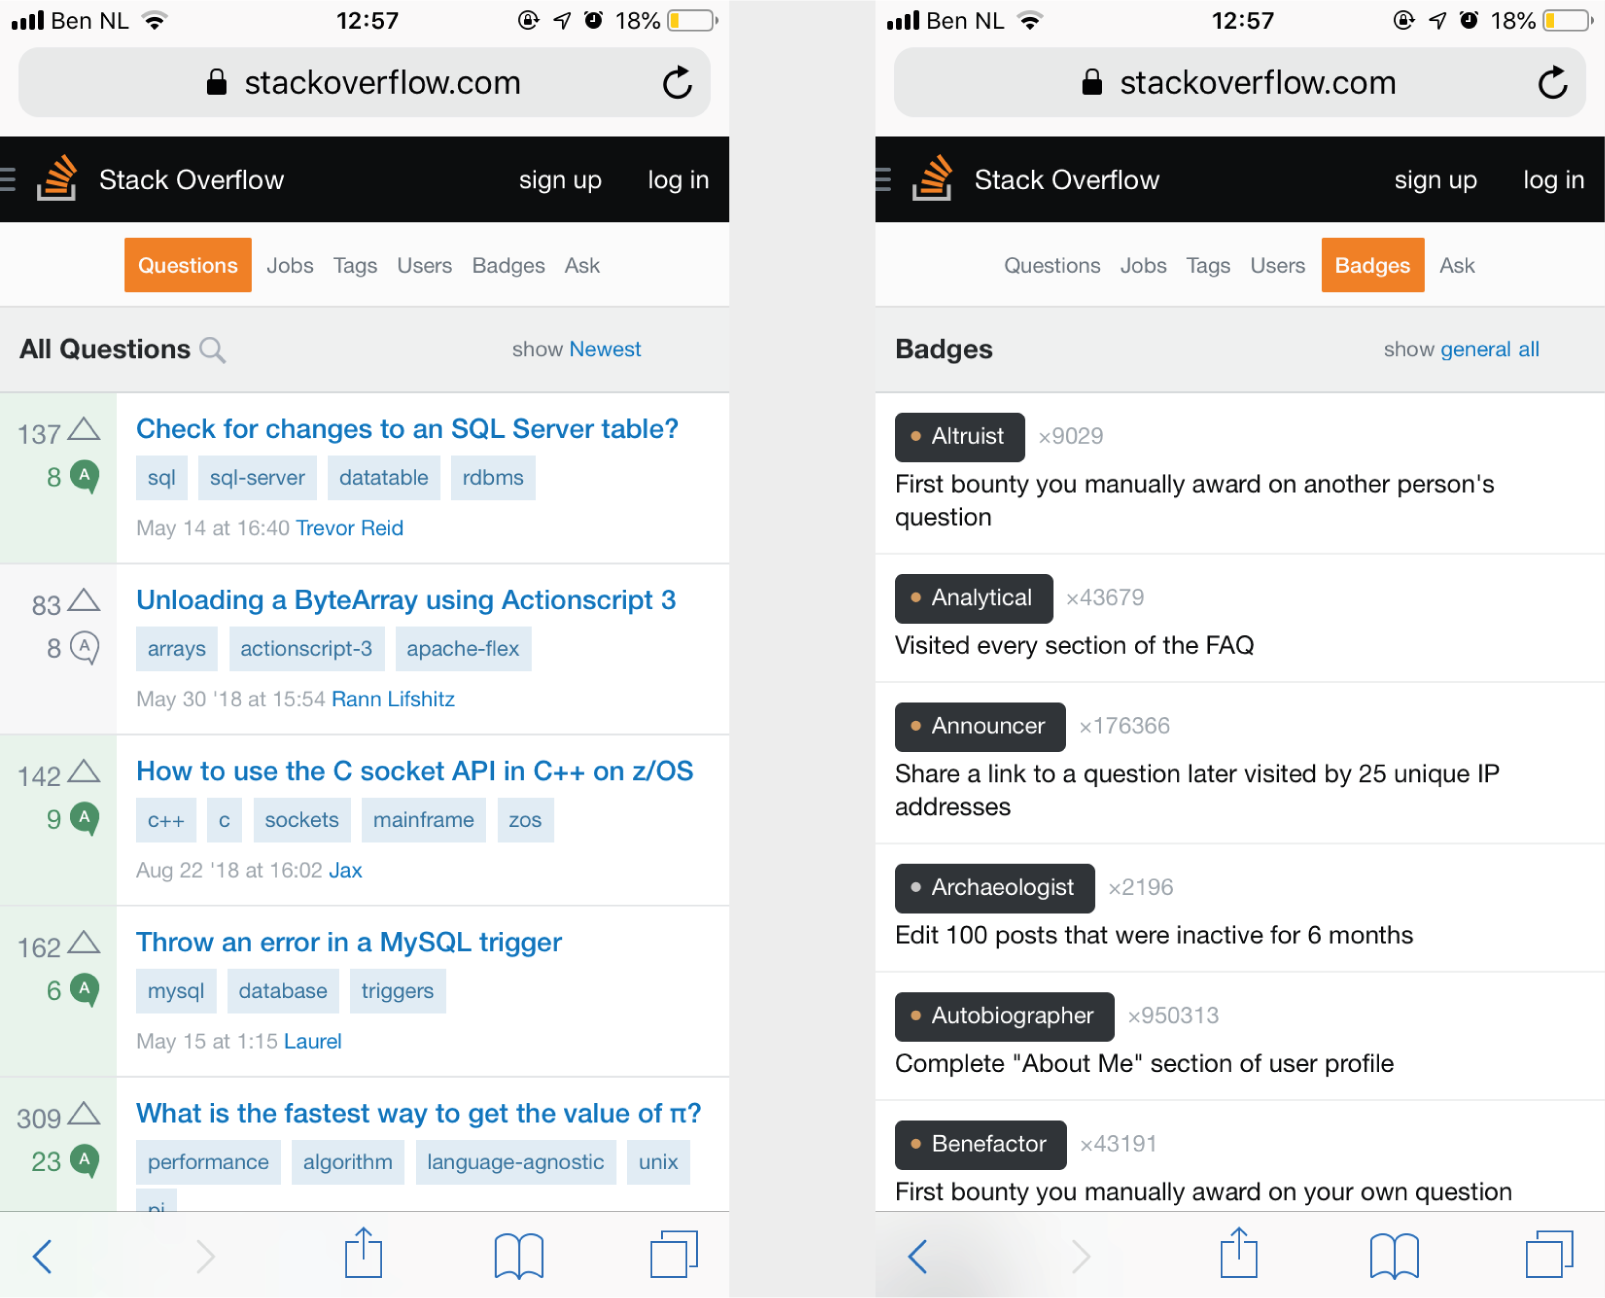 Ben NL 12:57 18%
stackoverflow.com
Stack Overflow sign up log in
Questions Jobs Tags Users Badges Ask
All Questions show Newest
137 Check for changes to an SQL Server table?
8 A sql sql-server datatable rdbms
May 14 at 16:40 Trevor Reid
83 Unloading a ByteArray using Actionscript 3
8 A arrays actionscript-3 apache-flex
May 30 '18 at 15:54 Rann Lifshitz
142 How to use the C socket API in C++ on z/OS
9 A c++ c sockets mainframe zos
Aug 22 '18 at 16:02 Jax
162 Throw an error in a MySQL trigger
6 A mysql database triggers
May 15 at 1:15 Laurel
309 What is the fastest way to get the value of π?
23 A performance algorithm language-agnostic unix
pi
Ben NL 12:57 18%
stackoverflow.com
Stack Overflow sign up log in
Questions Jobs Tags Users Badges Ask
Badges show general all
Altruist ×9029
First bounty you manually award on another person's
question
Analytical ×43679
Visited every section of the FAQ
Announcer ×176366
Share a link to a question later visited by 25 unique IP
addresses
Archaeologist ×2196
Edit 100 posts that were inactive for 6 months
Autobiographer ×950313
Complete "About Me" section of user profile
Benefactor ×43191
First bounty you manually award on your own question